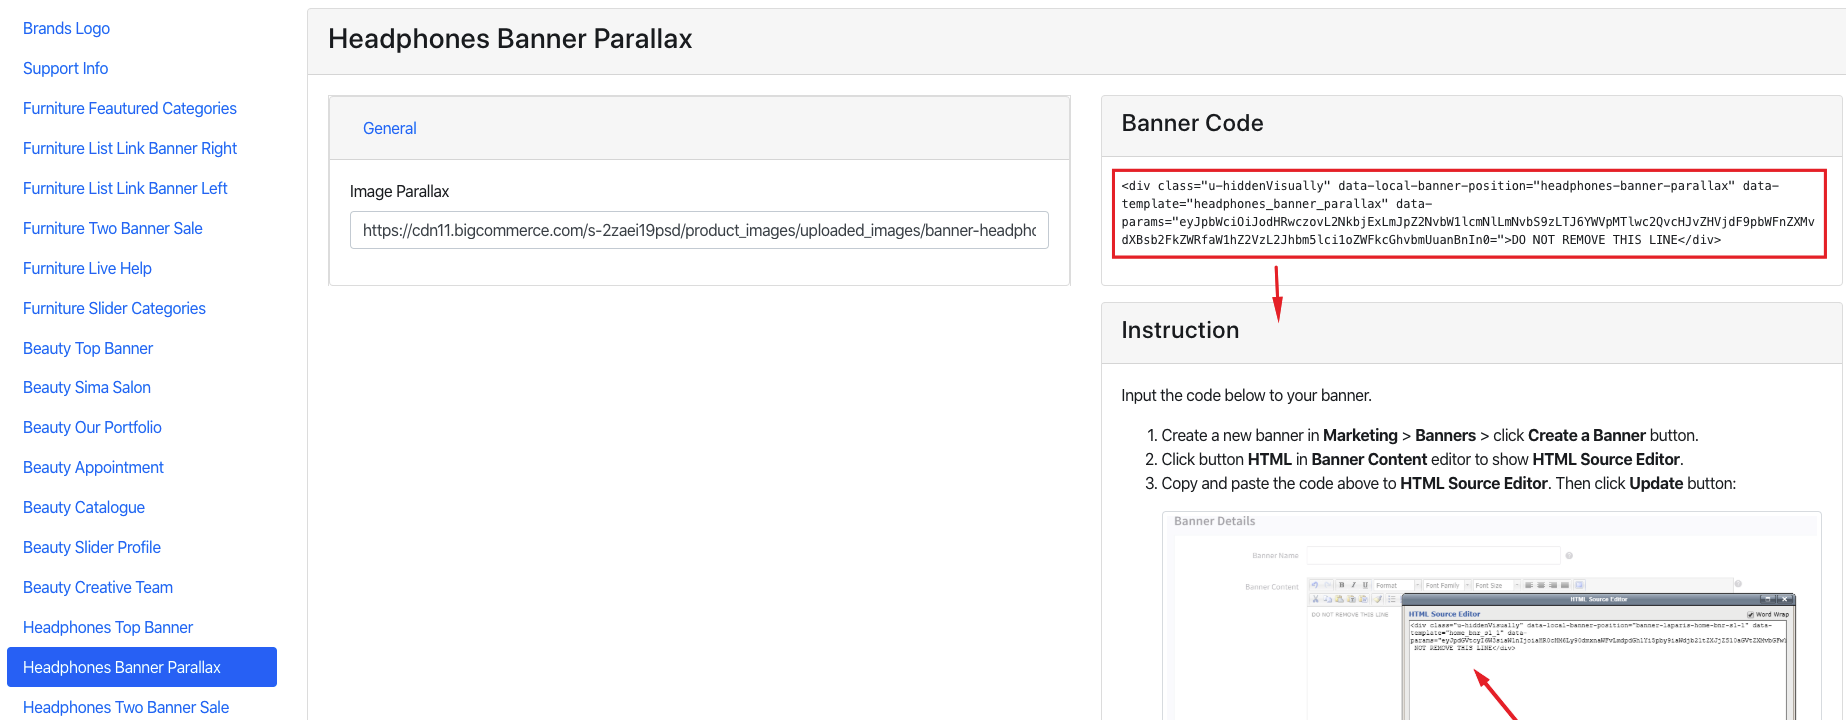 Brands Logo
Support Info
Furniture Feautured Categories
Furniture List Link Banner Right
Furniture List Link Banner Left
Furniture Two Banner Sale
Furniture Live Help
Furniture Slider Categories
Beauty Top Banner
Beauty Sima Salon
Beauty Our Portfolio
Beauty Appointment
Beauty Catalogue
Beauty Slider Profile
Beauty Creative Team
Headphones Top Banner
Headphones Banner Parallax
Headphones Two Banner Sale
Headphones Banner Parallax
General
Image Parallax
https://cdn11.bigcommerce.com/s-2zaei19psd/product_images/uploaded_images/banner-headpho
Banner Code
<div class="u-hiddenVisually" data-local-banner-position="headphones-banner-parallax" data-
template="headphones_banner_parallax" data-
params="eyJpbWciOiJodHRwczovL2NkbjExLmJpZ2NvbW1lcmNlLmNvbS9zLTJ6YWVpMTlwc2QvcHJvZHVjdF9pbWFnZXMv
dXBsb2FkZWRfaW1hZ2VzL2Jhbm5lci1oZWFkcGhvbmUuanBnIn0=">DO NOT REMOVE THIS LINE</div>
Instruction
Input the code below to your banner.
1. Create a new banner in Marketing > Banners > click Create a Banner button.
2. Click button HTML in Banner Content editor to show HTML Source Editor.
3. Copy and paste the code above to HTML Source Editor. Then click Update button:
Banner Details
Banner Name
Banner Content
Format
Font Family
Font Size
DO NOT REMOVE THIS LINE
HTML Source Editor
HTML Source Editor
Word Wrap
<div class="u-hiddenVisually" data-local-banner-position="banner-laparis-home-bnr-sl-1" data-
template="home_bnr_sl_1" data-
NOT REMOVE THIS LINE</div>